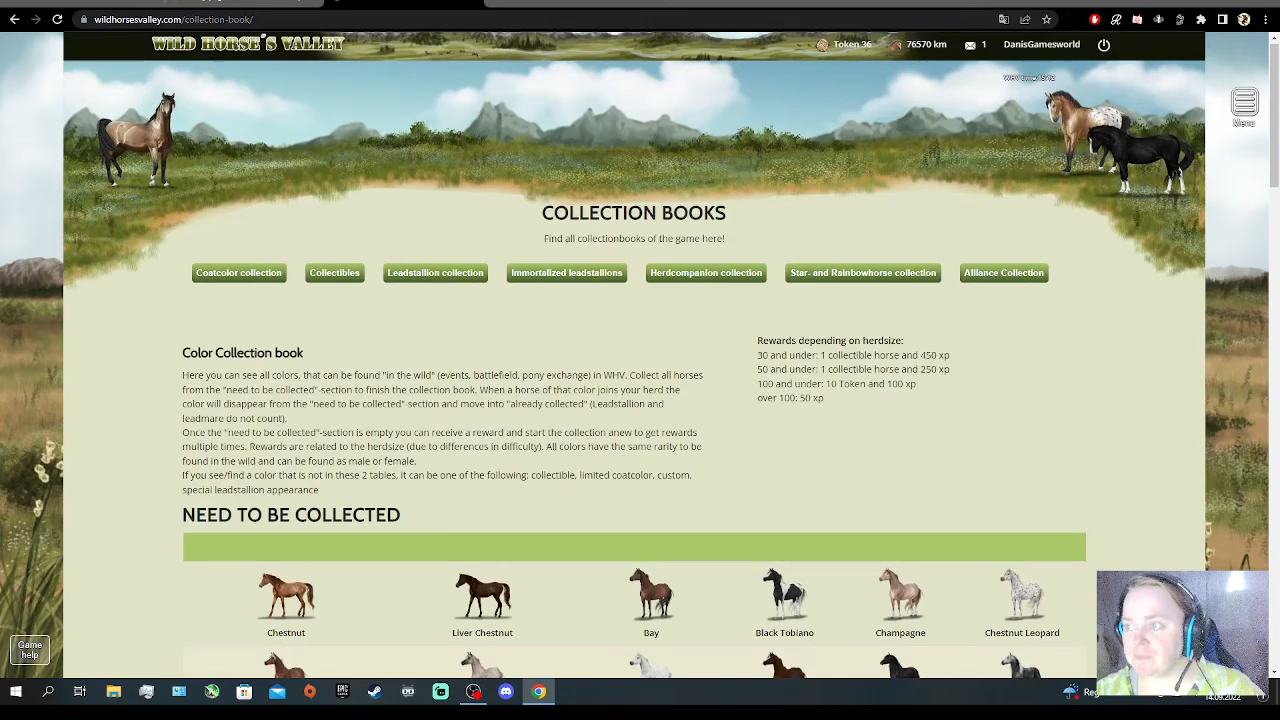 wildhorsesvalley.com/collection-book/
WILD HORSE'S VALLEY
Token 36
76570 km
1
DanisGamesworld
Menu
COLLECTION BOOKS
Find all collectionbooks of the game here!
Coatcolor collection
Collectibles
Leadstallion collection
Immortalized leadstallions
Herdcompanion collection
Star- and Rainbowhorse collection
Alliance Collection
Color Collection book
Here you can see all colors, that can be found "in the wild" (events, battlefield, pony exchange) in WHV. Collect all horses
from the "need to be collected"-section to finish the collection book. When a horse of that color joins your herd the
color will disappear from the "need to be collected"-section and move into "already collected" (Leadstallion and
leadmare do not count).
Once the "need to be collected"-section is empty you can receive a reward and start the collection anew to get rewards
multiple times. Rewards are related to the herdsize (due to differences in difficulty). All colors have the same rarity to be
found in the wild and can be found as male or female.
If you see/find a color that is not in these 2 tables, it can be one of the following: collectible, limited coatcolor, custom,
special leadstallion appearance
Rewards depending on herdsize:
30 and under: 1 collectible horse and 450 xp
50 and under: 1 collectible horse and 250 xp
100 and under: 10 Token and 100 xp
over 100: 50 xp
NEED TO BE COLLECTED
Chestnut
Liver Chestnut
Bay
Black Tobiano
Champagne
Chestnut Leopard
Game
help
EPIC
Reg
14.09.2022